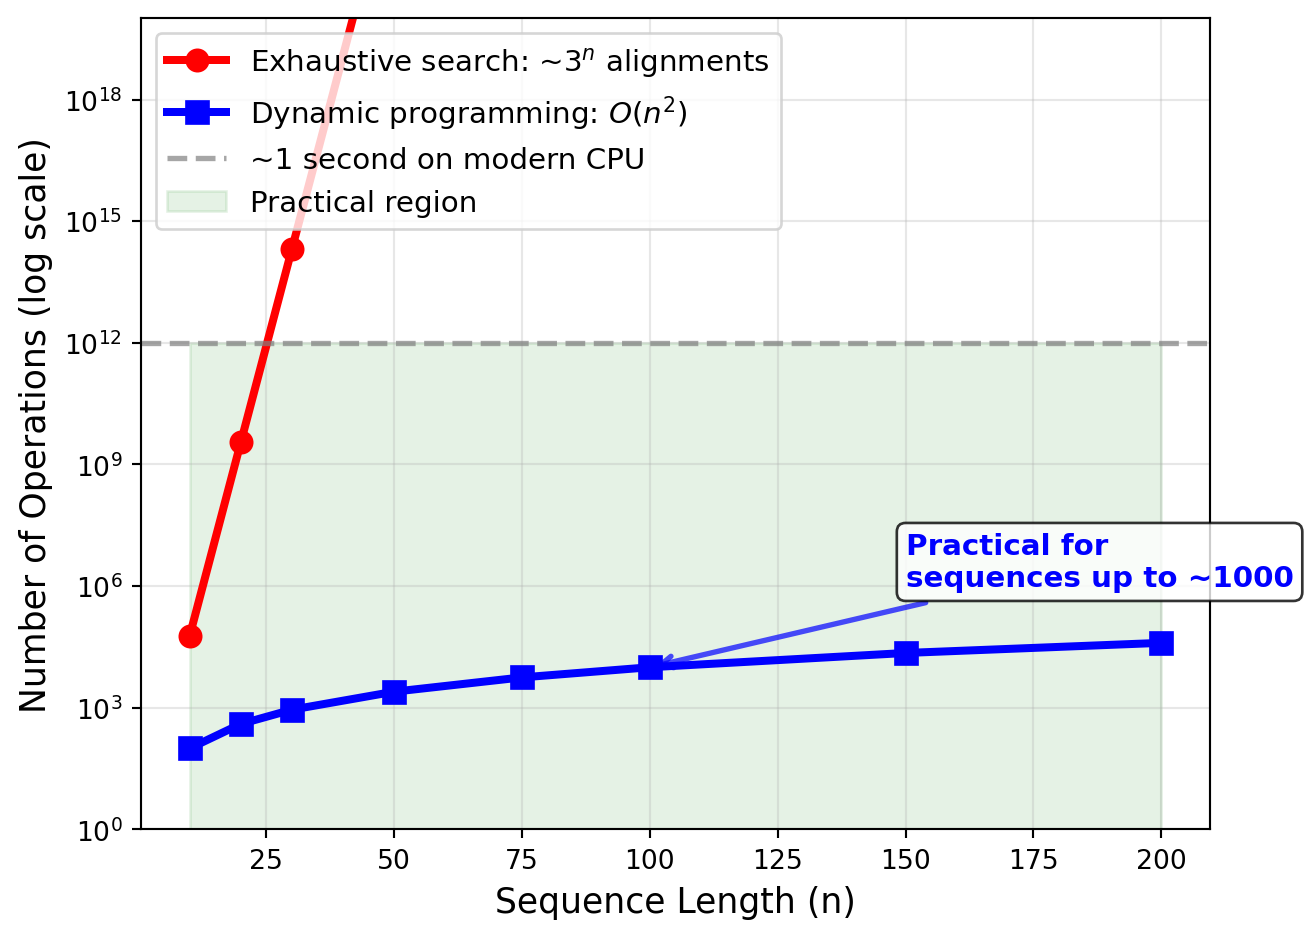 Exhaustive search: ~3ⁿ alignments
Dynamic programming: O(n²)
~1 second on modern CPU
Practical region
Number of Operations (log scale)
10¹⁸
10¹⁵
10¹²
10⁹
10⁶
10³
10⁰
Practical for
sequences up to ~1000
25 50 75 100 125 150 175 200
Sequence Length (n)